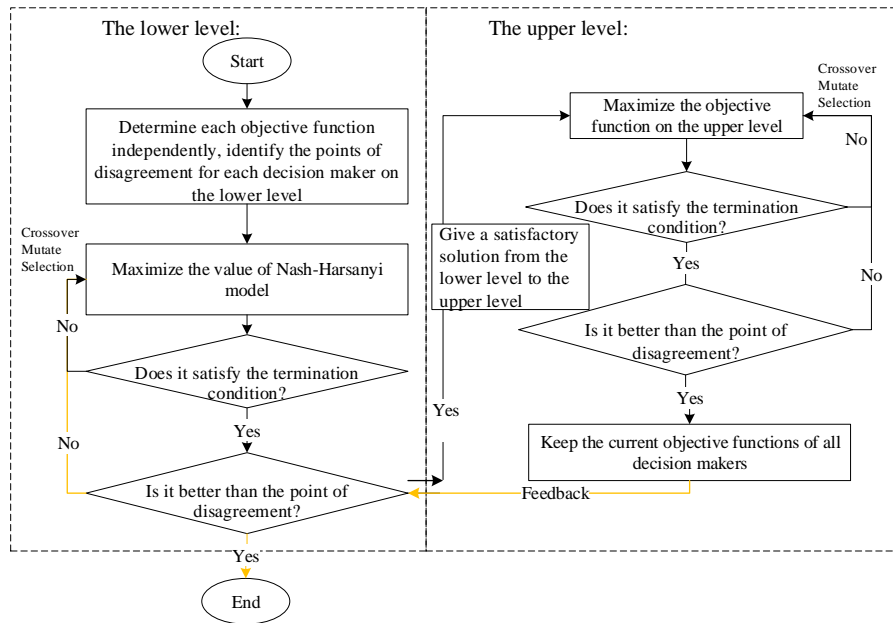 The lower level:
Start
Determine each objective function
independently, identify the points of
disagreement for each decision maker on
the lower level
Crossover
Mutate
Selection
Maximize the value of Nash-Harsanyi
model
No
Does it satisfy the termination
condition?
Yes
No
Is it better than the point of
disagreement?
Yes
End
Yes
Give a satisfactory
solution from the
lower level to the
upper level
The upper level:
Crossover
Mutate
Selection
Maximize the objective
function on the upper level
No
Does it satisfy the termination
condition?
Yes
No
Is it better than the point of
disagreement?
Yes
Keep the current objective functions of all
decision makers
Feedback